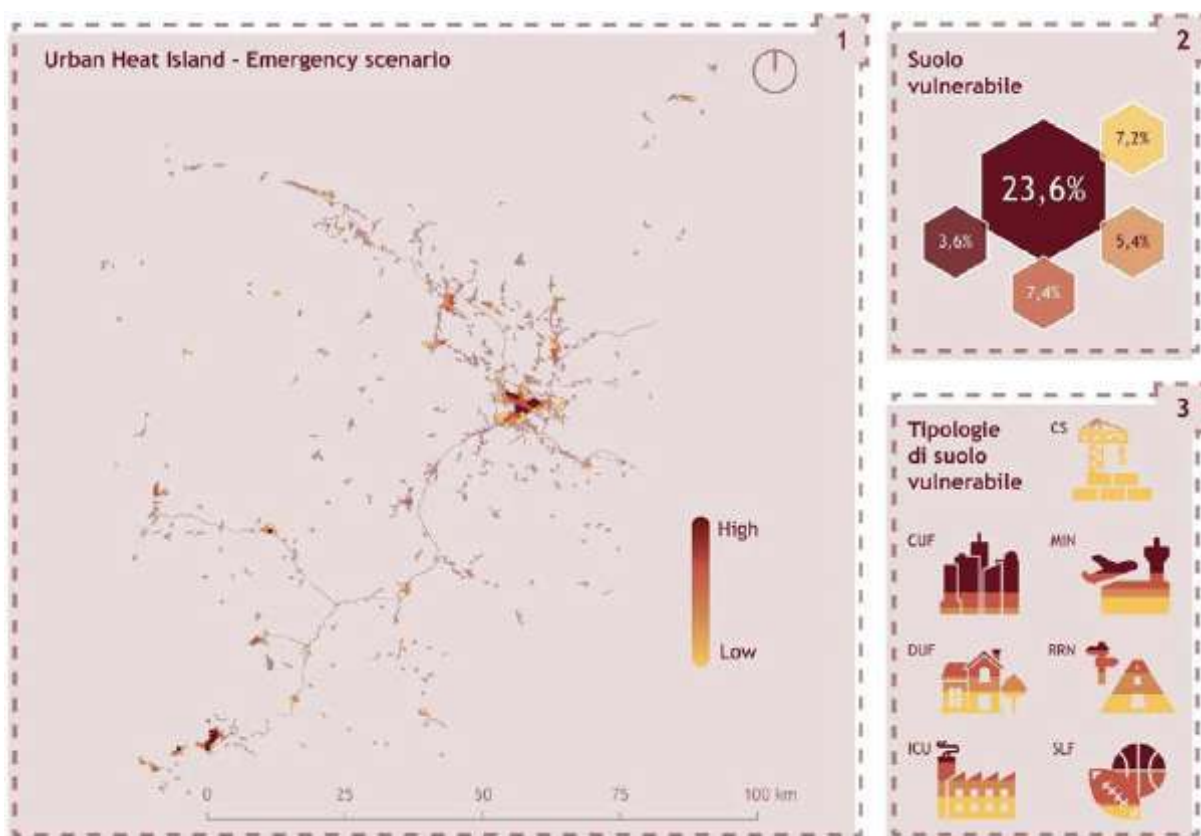 1
Urban Heat Island - Emergency scenario
High
Low
0 25 50 75 100 km
2
Suolo
vulnerabile
7,2%
23,6%
3,6%
5,4%
7,4%
3
Tipologie
di suolo
vulnerabile
CS
CUF
MIN
DUF
RRN
ICU
SLF